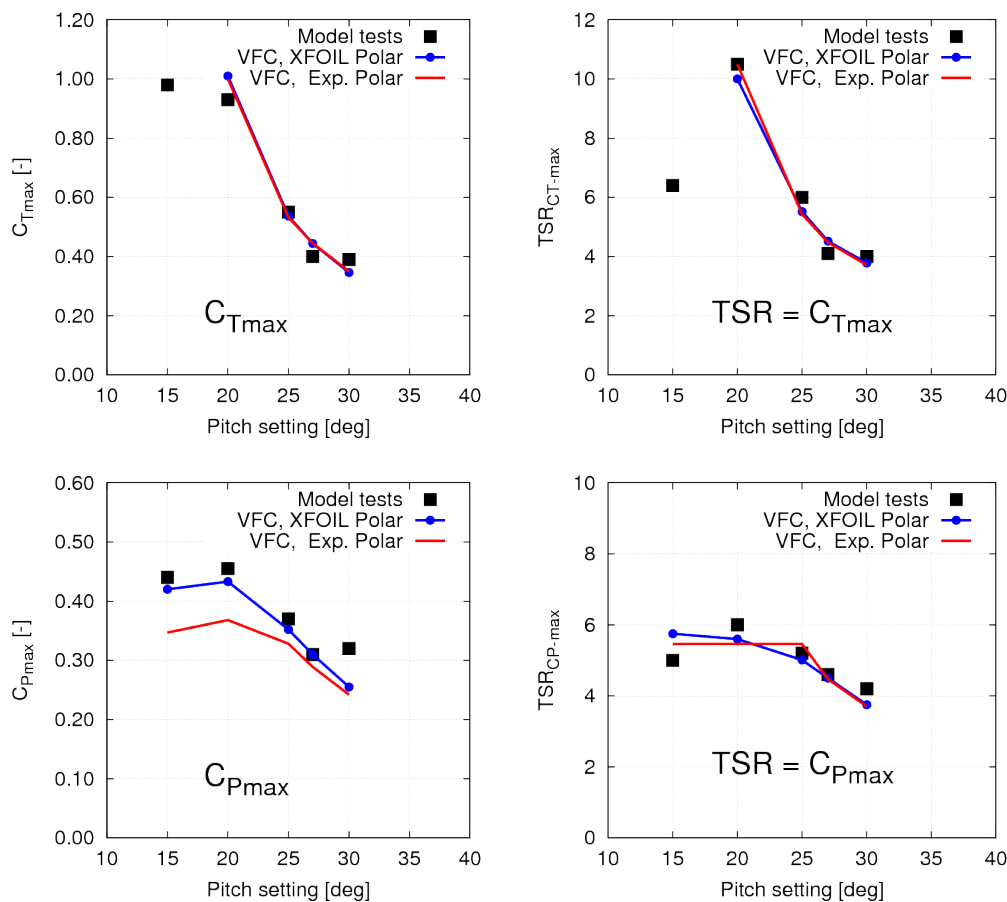 1.20
1.00
0.80
0.60
0.40
0.20
0.00
10 15 20 25 30 35 40
C_Tmax [-]
Pitch setting [deg]
Model tests
VFC, XFOIL Polar
VFC, Exp. Polar
C_Tmax
12
10
8
6
4
2
0
10 15 20 25 30 35 40
TSR_CT-max
Pitch setting [deg]
Model tests
VFC, XFOIL Polar
VFC, Exp. Polar
TSR = C_Tmax
0.60
0.50
0.40
0.30
0.20
0.10
0.00
10 15 20 25 30 35 40
C_Pmax [-]
Pitch setting [deg]
Model tests
VFC, XFOIL Polar
VFC, Exp. Polar
C_Pmax
10
8
6
4
2
0
10 15 20 25 30 35 40
TSR_CP-max
Pitch setting [deg]
Model tests
VFC, XFOIL Polar
VFC, Exp. Polar
TSR = C_Pmax